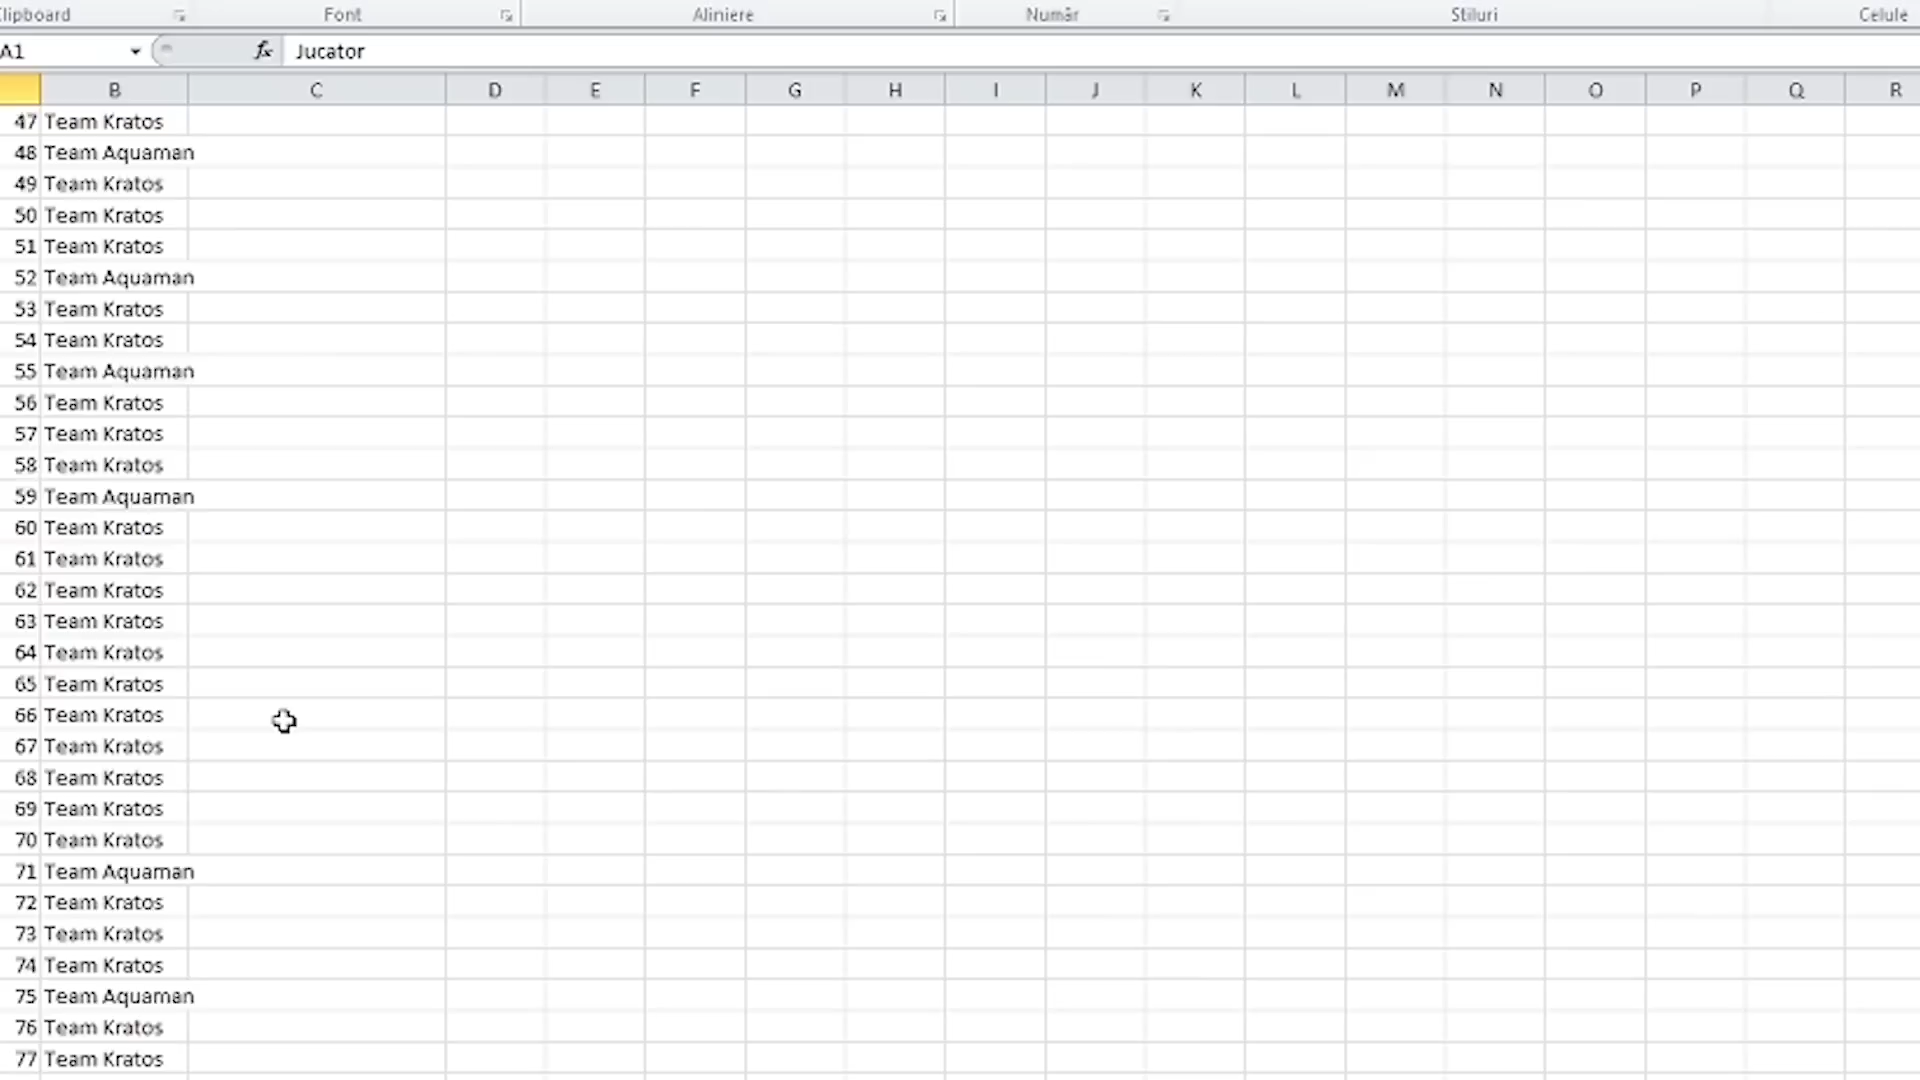 Clipboard Font Aliniere Număr Stiluri Celule
A1 fx Jucator
B C D E F G H I J K L M N O P Q R
47 Team Kratos
48 Team Aquaman
49 Team Kratos
50 Team Kratos
51 Team Kratos
52 Team Aquaman
53 Team Kratos
54 Team Kratos
55 Team Aquaman
56 Team Kratos
57 Team Kratos
58 Team Kratos
59 Team Aquaman
60 Team Kratos
61 Team Kratos
62 Team Kratos
63 Team Kratos
64 Team Kratos
65 Team Kratos
66 Team Kratos
67 Team Kratos
68 Team Kratos
69 Team Kratos
70 Team Kratos
71 Team Aquaman
72 Team Kratos
73 Team Kratos
74 Team Kratos
75 Team Aquaman
76 Team Kratos
77 Team Kratos